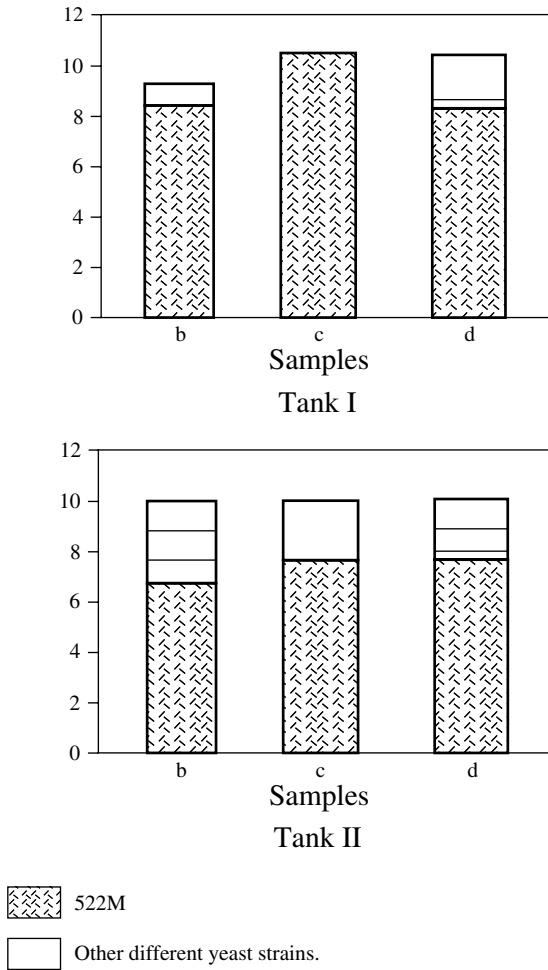 12
10
8
6
4
2
0
b c d
Samples
Tank I
12
10
8
6
4
2
0
b c d
Samples
Tank II
522M
Other different yeast strains.